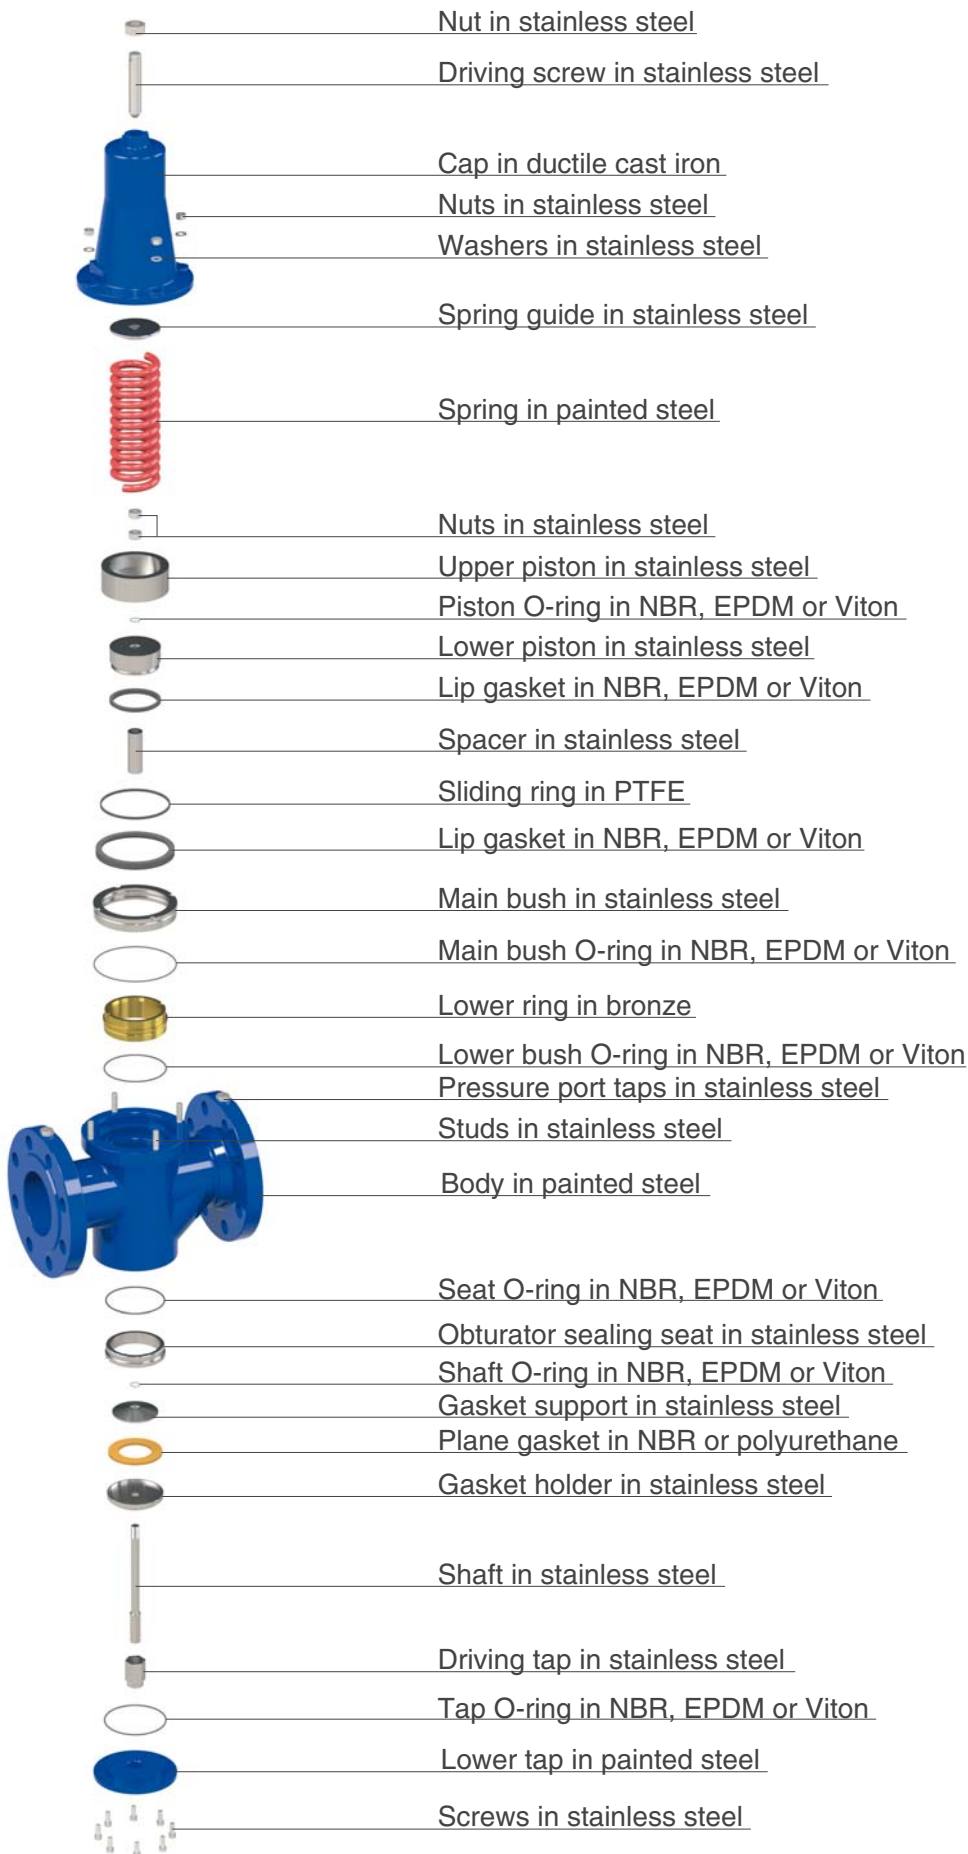 Nut in stainless steel
Driving screw in stainless steel
Cap in ductile cast iron
Nuts in stainless steel
Washers in stainless steel
Spring guide in stainless steel
Spring in painted steel
Nuts in stainless steel
Upper piston in stainless steel
Piston O-ring in NBR, EPDM or Viton
Lower piston in stainless steel
Lip gasket in NBR, EPDM or Viton
Spacer in stainless steel
Sliding ring in PTFE
Lip gasket in NBR, EPDM or Viton
Main bush in stainless steel
Main bush O-ring in NBR, EPDM or Viton
Lower ring in bronze
Lower bush O-ring in NBR, EPDM or Viton
Pressure port taps in stainless steel
Studs in stainless steel
Body in painted steel
Seat O-ring in NBR, EPDM or Viton
Obturator sealing seat in stainless steel
Shaft O-ring in NBR, EPDM or Viton
Gasket support in stainless steel
Plane gasket in NBR or polyurethane
Gasket holder in stainless steel
Shaft in stainless steel
Driving tap in stainless steel
Tap O-ring in NBR, EPDM or Viton
Lower tap in painted steel
Screws in stainless steel